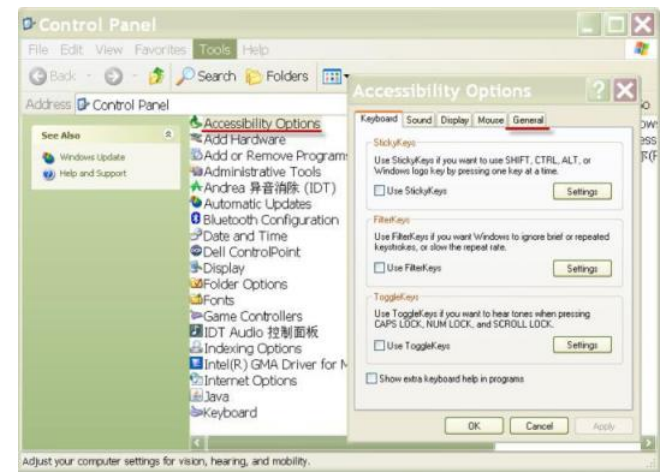 Control Panel
File Edit View Favorites Tools Help
Back Search Folders
Address Control Panel
See Also
Windows Update
Help and Support
Accessibility Options
Add Hardware
Add or Remove Programs
Administrative Tools
Andrea 异音消除 (IDT)
Automatic Updates
Bluetooth Configuration
Date and Time
Dell ControlPoint
Display
Folder Options
Fonts
Game Controllers
IDT Audio 控制面板
Indexing Options
Intel(R) GMA Driver for M
Internet Options
Java
Keyboard
Accessibility Options
Keyboard Sound Display Mouse General
StickyKeys
Use StickyKeys if you want to use SHIFT, CTRL, ALT, or
Windows logo key by pressing one key at a time.
Use StickyKeys Settings
FilterKeys
Use FilterKeys if you want Windows to ignore brief or repeated
keystrokes, or slow the repeat rate.
Use FilterKeys Settings
ToggleKeys
Use ToggleKeys if you want to hear tones when pressing
CAPS LOCK, NUM LOCK, and SCROLL LOCK.
Use ToggleKeys Settings
Show extra keyboard help in programs
OK Cancel Apply
Adjust your computer settings for vision, hearing, and mobility.